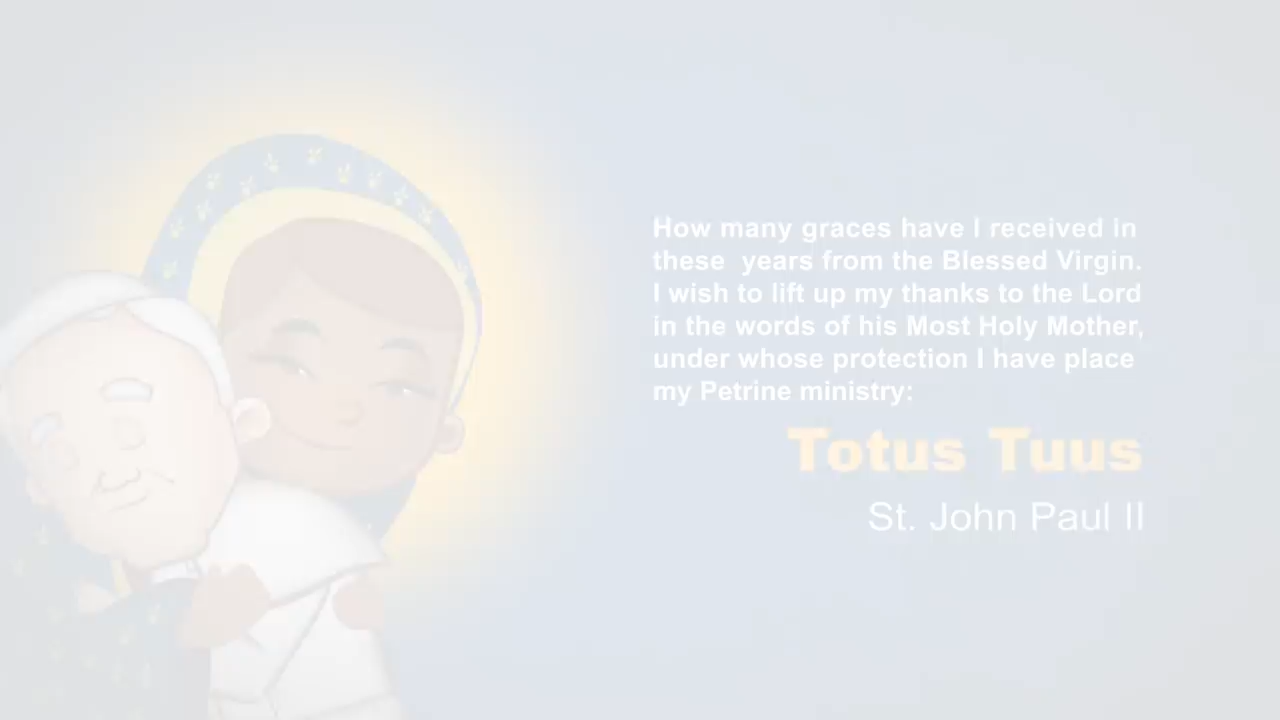 How many graces have I received in
these years from the Blessed Virgin.
I wish to lift up my thanks to the Lord
in the words of his Most Holy Mother,
under whose protection I have place
my Petrine ministry:
Totus Tuus
St. John Paul II